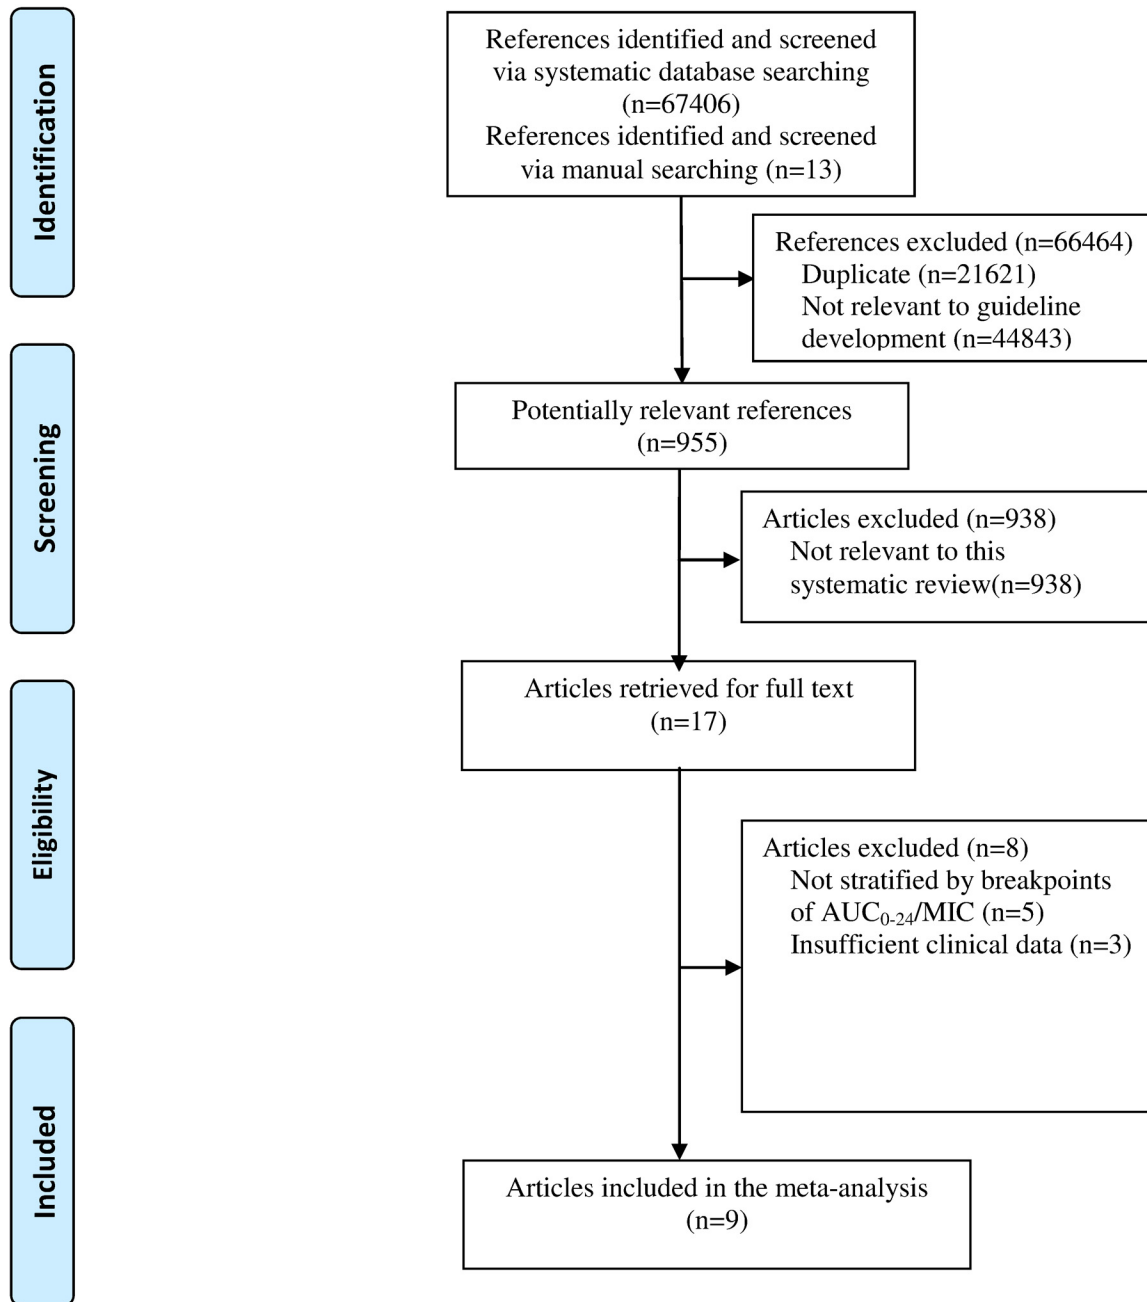 Identification
References identified and screened
via systematic database searching
(n=67406)
References identified and screened
via manual searching (n=13)
References excluded (n=66464)
Duplicate (n=21621)
Not relevant to guideline
development (n=44843)
Screening
Potentially relevant references
(n=955)
Articles excluded (n=938)
Not relevant to this
systematic review(n=938)
Articles retrieved for full text
(n=17)
Eligibility
Articles excluded (n=8)
Not stratified by breakpoints
of AUC₀₋₂₄/MIC (n=5)
Insufficient clinical data (n=3)
Included
Articles included in the meta-analysis
(n=9)